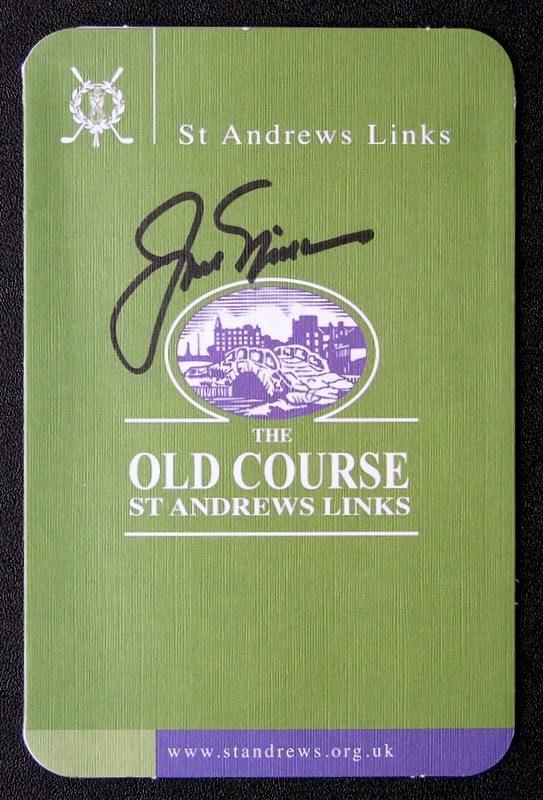 St Andrews Links
THE
OLD COURSE
ST ANDREWS LINKS
www.standrews.org.uk